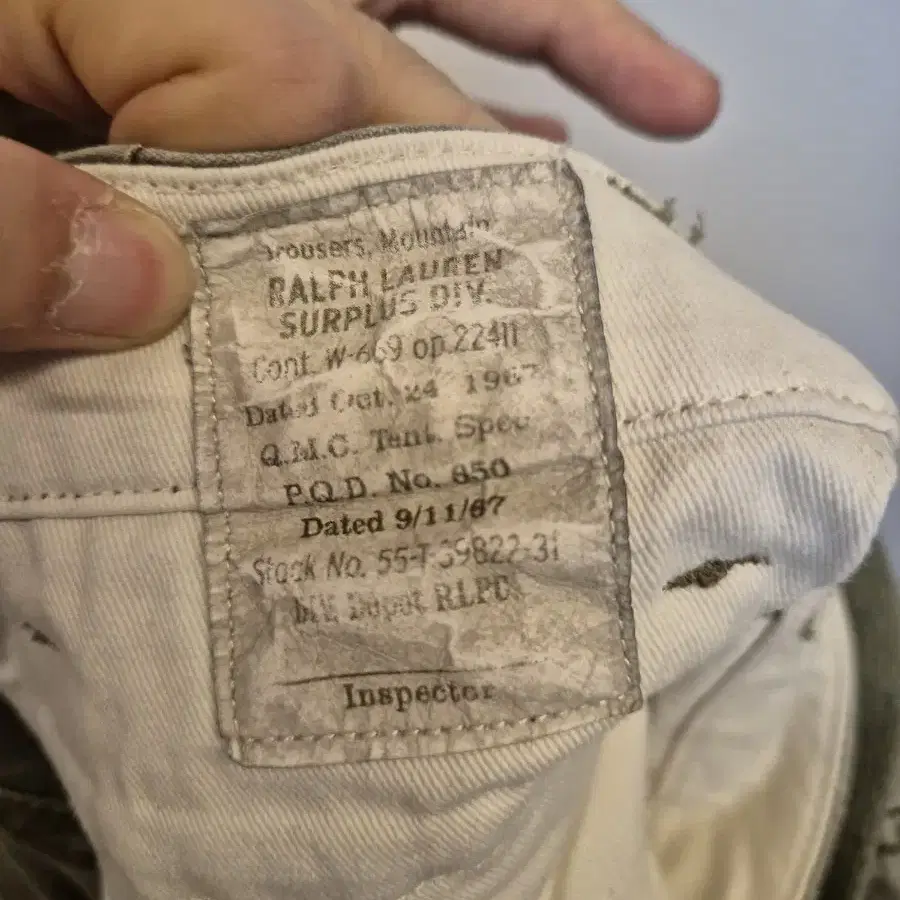 Trousers, Mountain
RALPH LAUREN
SURPLUS DIV.
Cont. W-669 op.22411
Dated Oct. 24 1967
Q.M.C. Tent. Spec
P.Q.D. No. 650
Dated 9/11/67
Stock No. 55-T-39822-31
Depot
Inspector